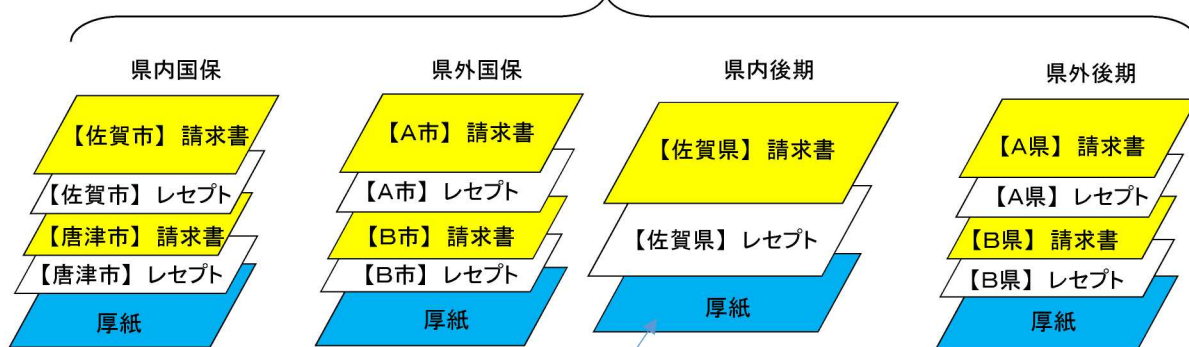 県内国保
【佐賀市】 請求書
【佐賀市】 レセプト
【唐津市】 請求書
【唐津市】 レセプト
厚紙
県外国保
【A市】 請求書
【A市】 レセプト
【B市】 請求書
【B市】 レセプト
厚紙
県内後期
【佐賀県】 請求書
【佐賀県】 レセプト
厚紙
県外後期
【A県】 請求書
【A県】 レセプト
【B県】 請求書
【B県】 レセプト
厚紙